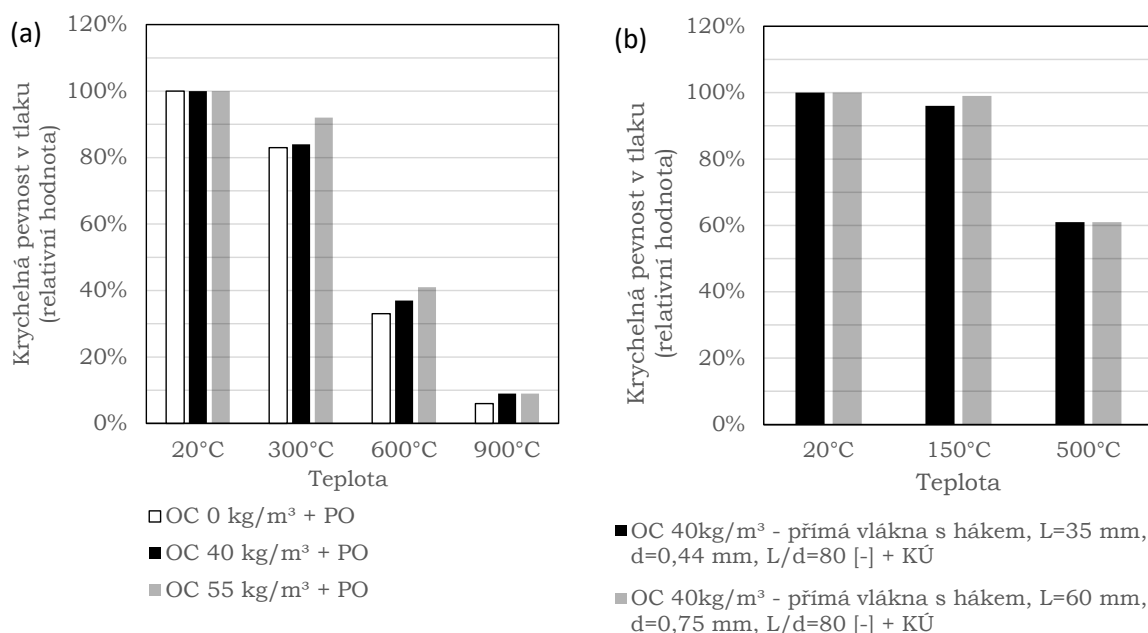 (a)
Krychelná pevnost v tlaku
(relativní hodnota)
120%
100%
80%
60%
40%
20%
0%
20°C 300°C 600°C 900°C
Teplota
OC 0 kg/m³ + PO
OC 40 kg/m³ + PO
OC 55 kg/m³ + PO
(b)
Krychelná pevnost v tlaku
(relativní hodnota)
120%
100%
80%
60%
40%
20%
0%
20°C 150°C 500°C
Teplota
OC 40kg/m³ - přímá vlákna s hákem, L=35 mm,
d=0,44 mm, L/d=80 [-] + KÚ
OC 40kg/m³ - přímá vlákna s hákem, L=60 mm,
d=0,75 mm, L/d=80 [-] + KÚ